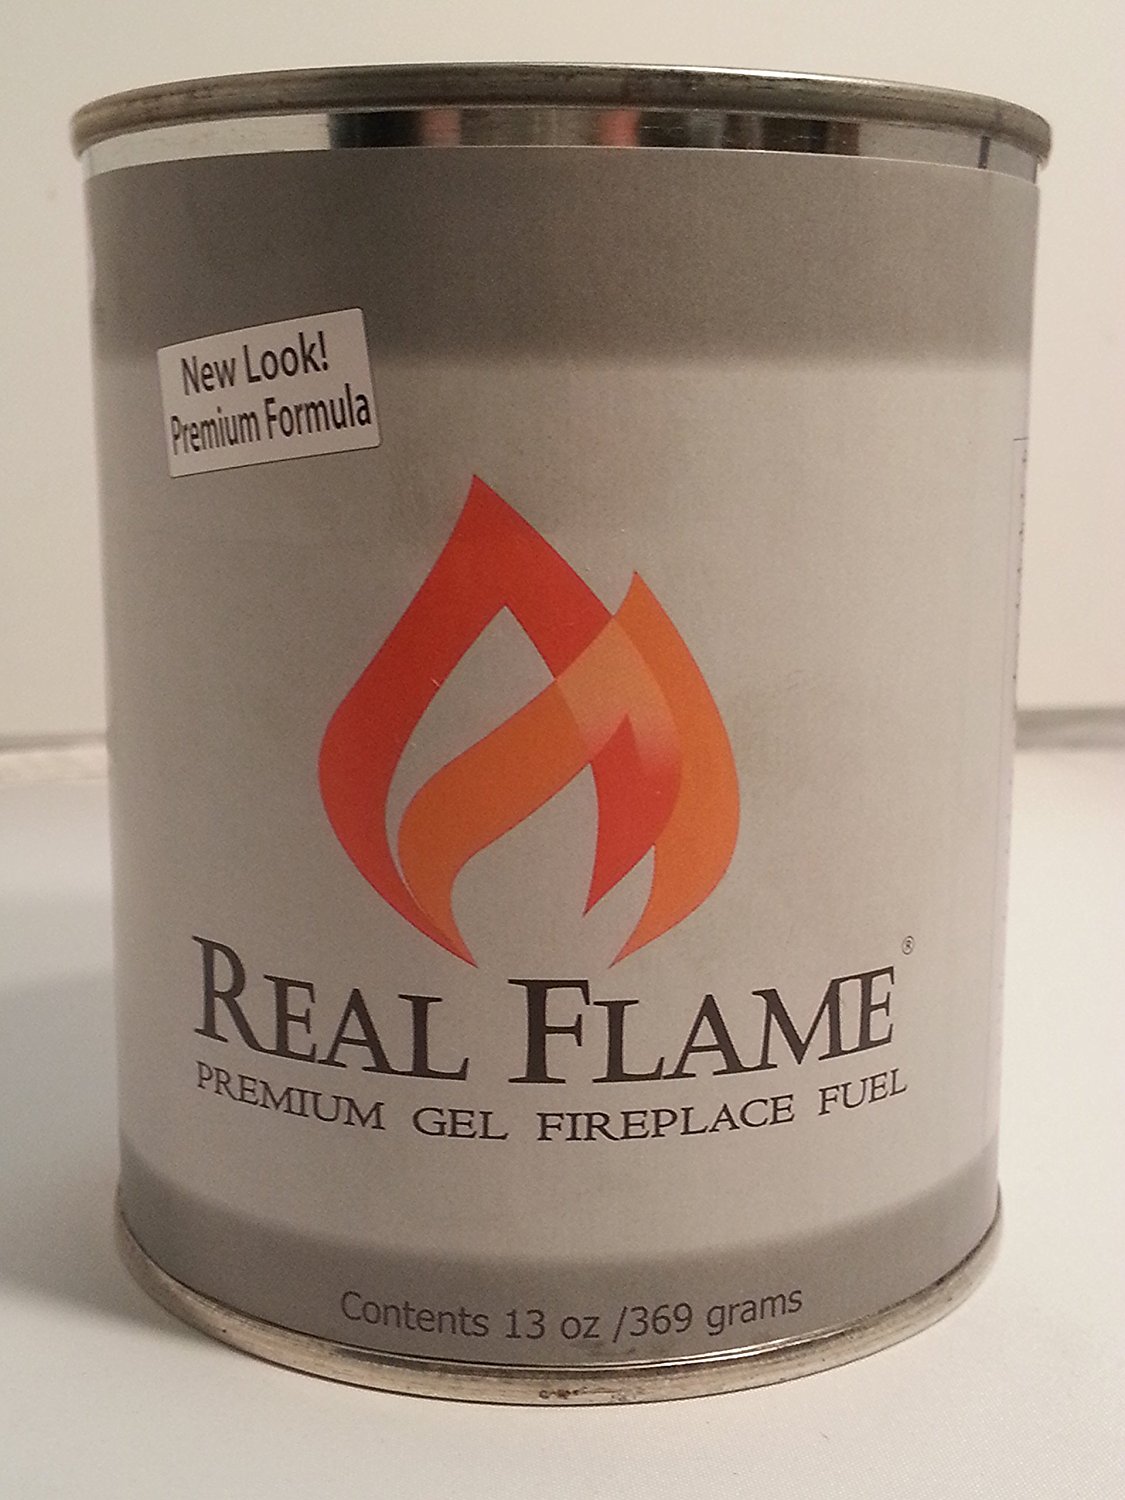 New Look!
Premium Formula
REAL FLAME®
PREMIUM GEL FIREPLACE FUEL
Contents 13 oz /369 grams